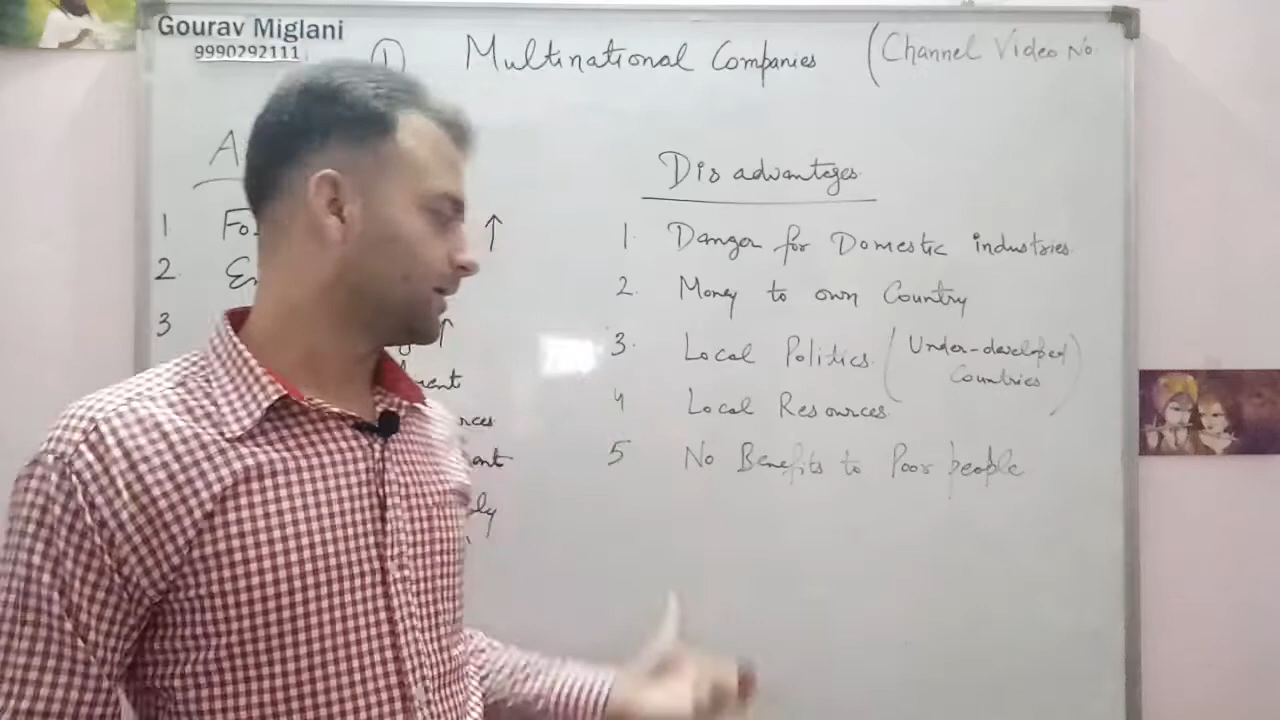 Gourav Miglani
9990292111
1 Multinational Companies (Channel Video No.
Disadvantages
1 ↑
2.
3 ↑
1. Danger for Domestic industries.
2. Money to own Country
3. Local Politics (Under-developed Countries)
4 Local Resources.
5 No Benefits to Poor people